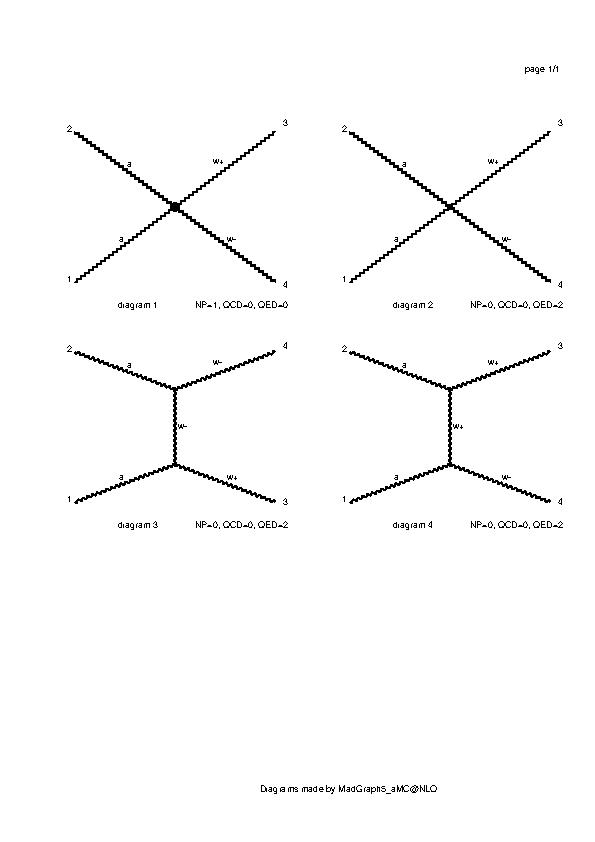 page 1/1
2
3
a
w+
a
w-
1
4
diagram 1 NP=1, QCD=0, QED=0
2
3
a
w+
a
w-
1
4
diagram 2 NP=0, QCD=0, QED=2
2
4
a
w-
w-
a
w+
1
3
diagram 3 NP=0, QCD=0, QED=2
2
3
a
w+
w+
a
w-
1
4
diagram 4 NP=0, QCD=0, QED=2
Diagrams made by MadGraph5_aMC@NLO